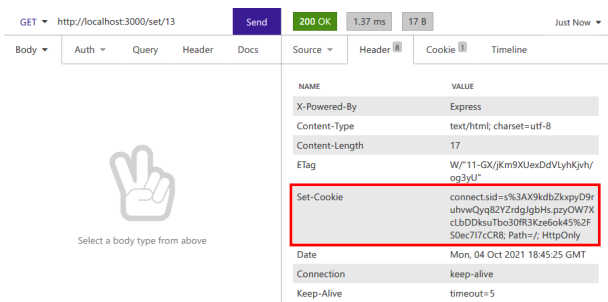 GET http://localhost:3000/set/13 Send 200 OK 1.37 ms 17 B Just Now
Body Auth Query Header Docs Source Header 8 Cookie 1 Timeline
NAME VALUE
X-Powered-By Express
Content-Type text/html; charset=utf-8
Content-Length 17
ETag W/"11-GX/jKm9XUexDdVLyhKjvh/
og3yU"
Set-Cookie connect.sid=s%3AX9kdbZkxpyD9r
uhvwQyq82YZrdgJgbHs.pzyOW7X
cLbDDksuTbo30fR3Kze6ok45%2F
S0ec7I7cCR8; Path=/; HttpOnly
Select a body type from above
Date Mon, 04 Oct 2021 18:45:25 GMT
Connection keep-alive
Keep-Alive timeout=5